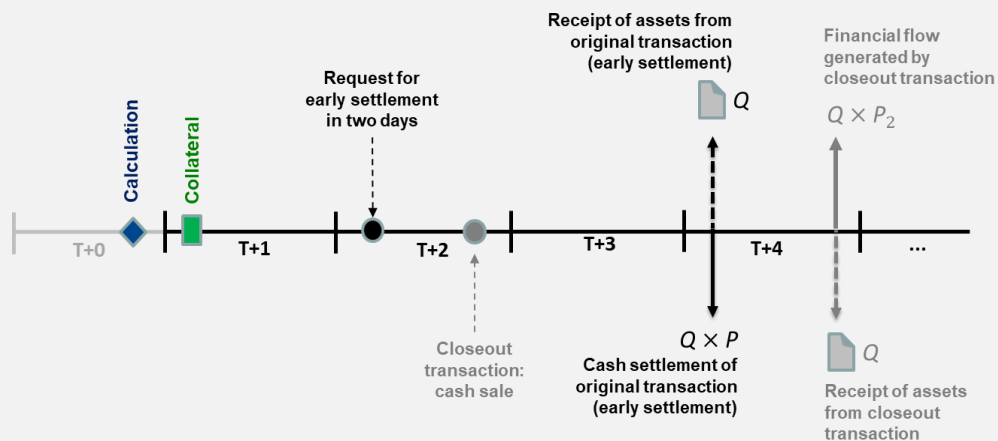 Receipt of assets from
original transaction
(early settlement)
Q
Financial flow
generated by
closeout transaction
Q × P₂
Request for
early settlement
in two days
Calculation
Collateral
T+0
T+1
T+2
T+3
T+4
...
Closeout
transaction:
cash sale
Q × P
Cash settlement of
original transaction
(early settlement)
Q
Receipt of assets
from closeout
transaction